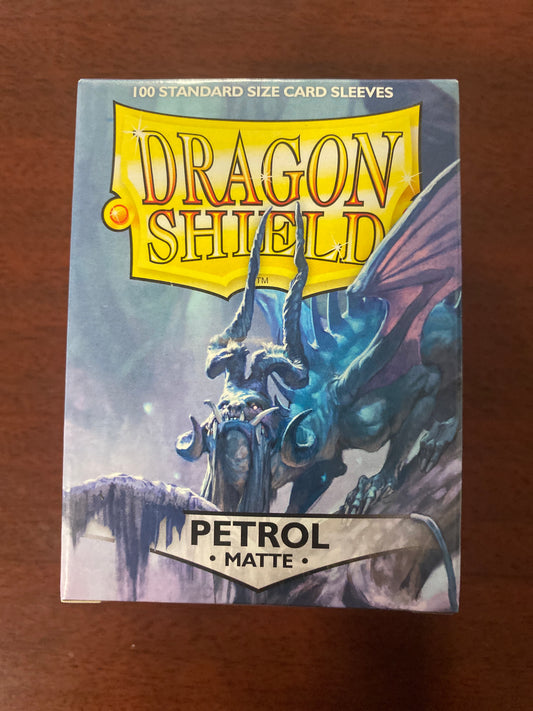 100 STANDARD SIZE CARD SLEEVES
DRAGON
SHIELD
TM
PETROL
• MATTE •